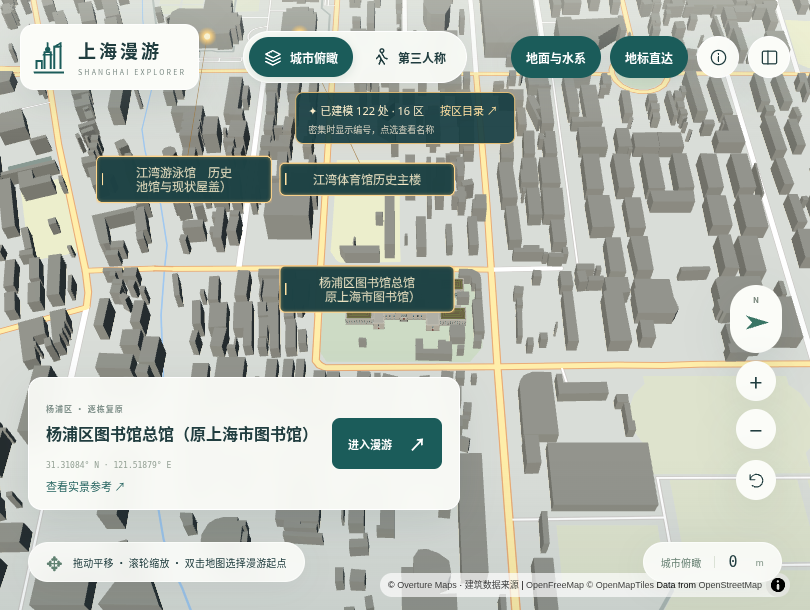 上海漫游
SHANGHAI EXPLORER
城市俯瞰
第三人称
地面与水系
地标直达
✦ 已建模 122 处 · 16 区 按区目录 ↗
密集时显示编号，点选查看名称
江湾游泳馆 历史
池馆与现状屋盖）
江湾体育馆历史主楼
杨浦区图书馆总馆
原上海市图书馆）
N
+
−
杨浦区 · 逐栋复原
杨浦区图书馆总馆（原上海市图书馆）
31.31084° N · 121.51879° E
查看实景参考 ↗
进入漫游 ↗
拖动平移 · 滚轮缩放 · 双击地图选择漫游起点
城市俯瞰 0 m
© Overture Maps · 建筑数据来源 | OpenFreeMap © OpenMapTiles Data from OpenStreetMap